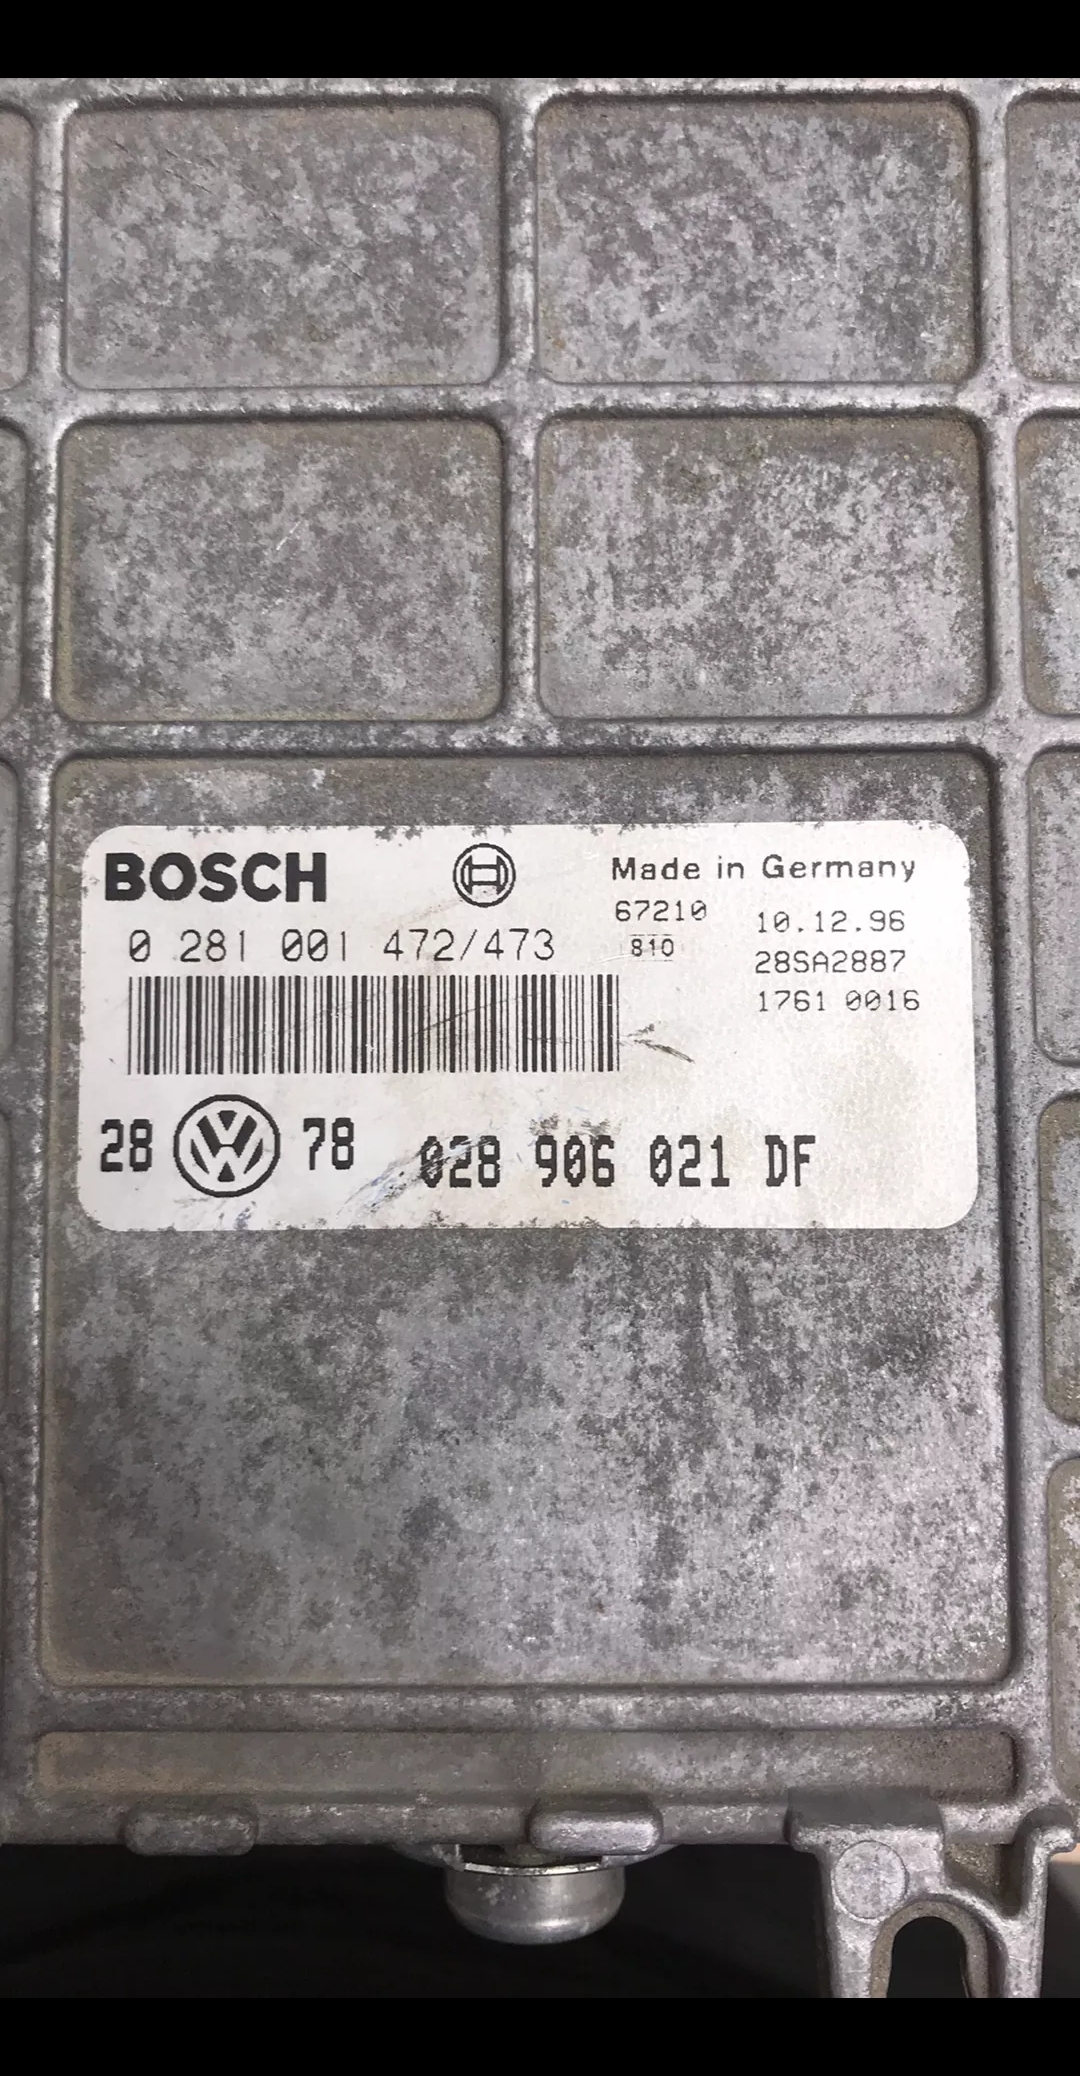 BOSCH
Made in Germany
67210
10.12.96
0 281 001 472/473
810
28SA2887
1761 0016
28 VW 78 028 906 021 DF